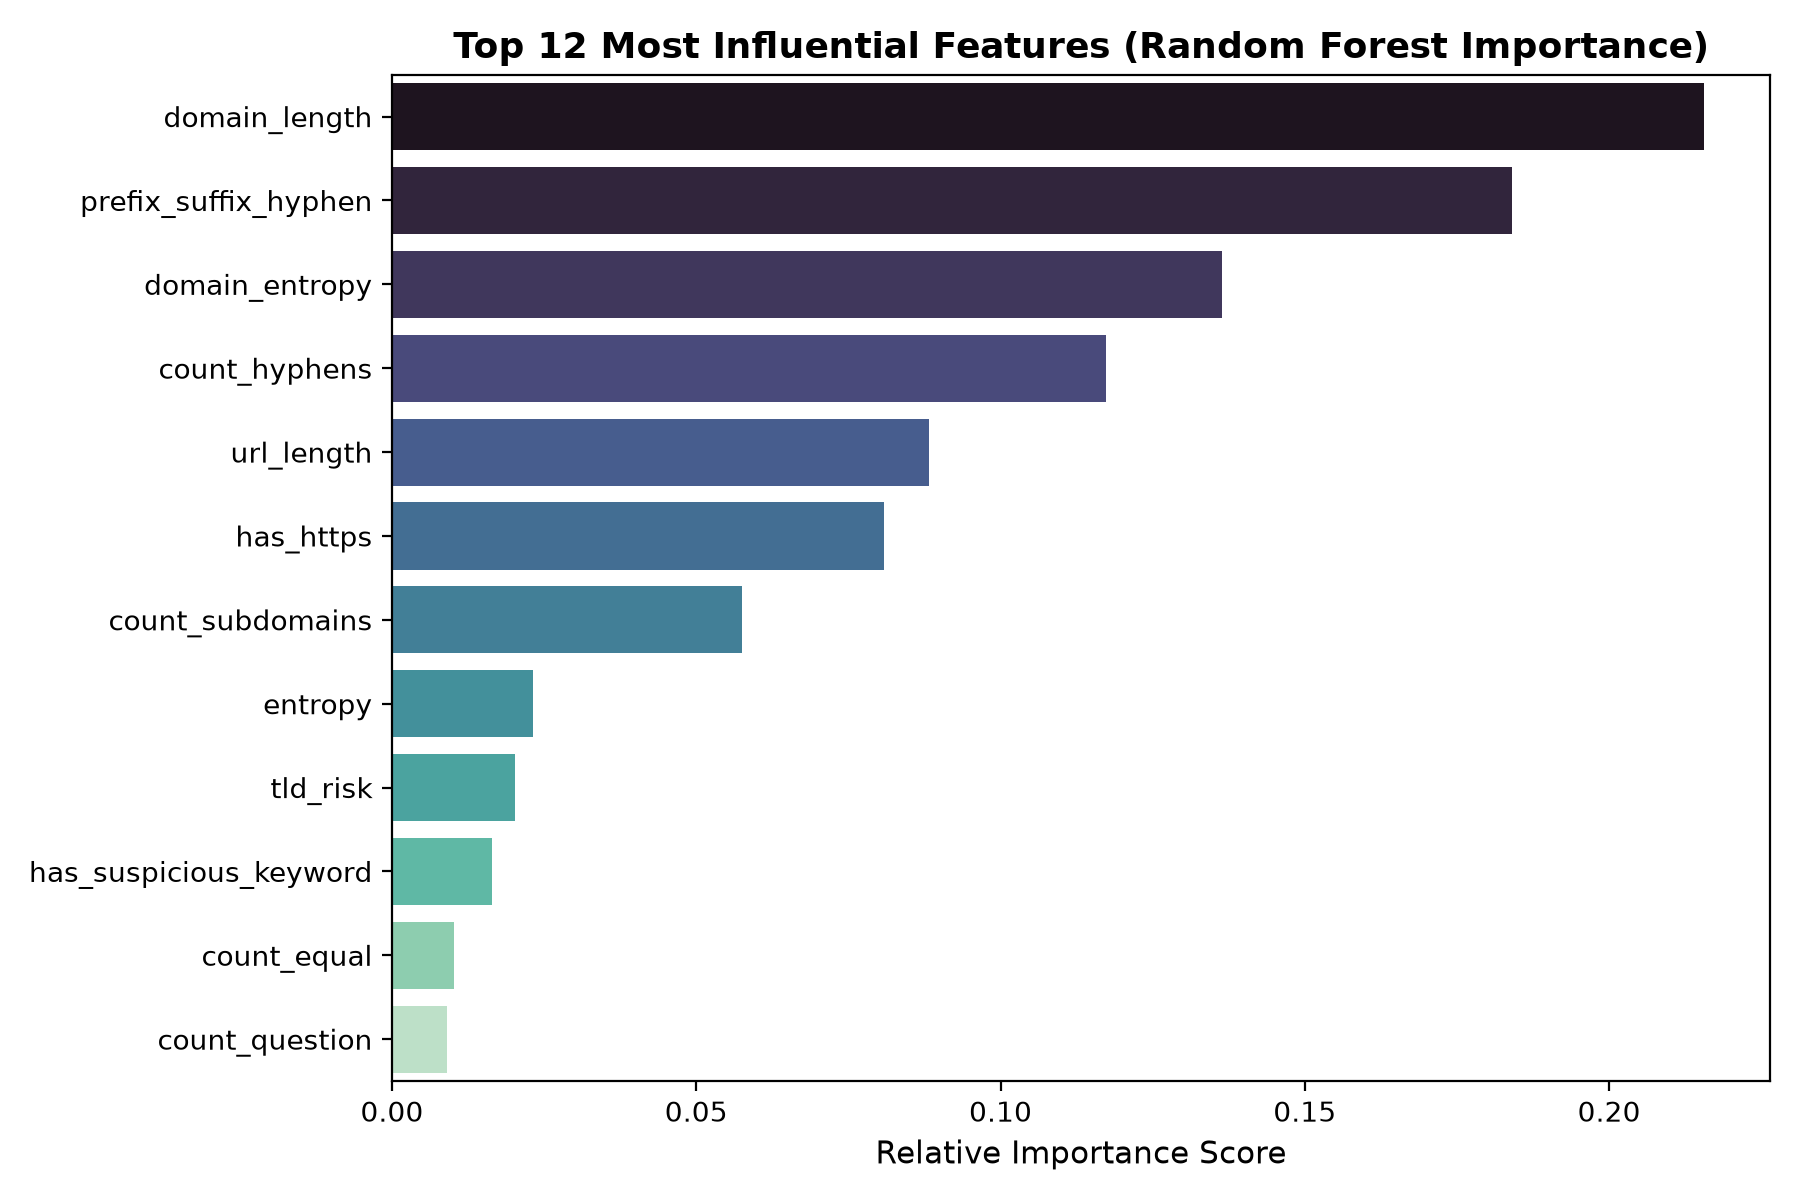 Top 12 Most Influential Features (Random Forest Importance)
domain_length
prefix_suffix_hyphen
domain_entropy
count_hyphens
url_length
has_https
count_subdomains
entropy
tld_risk
has_suspicious_keyword
count_equal
count_question
0.00 0.05 0.10 0.15 0.20
Relative Importance Score